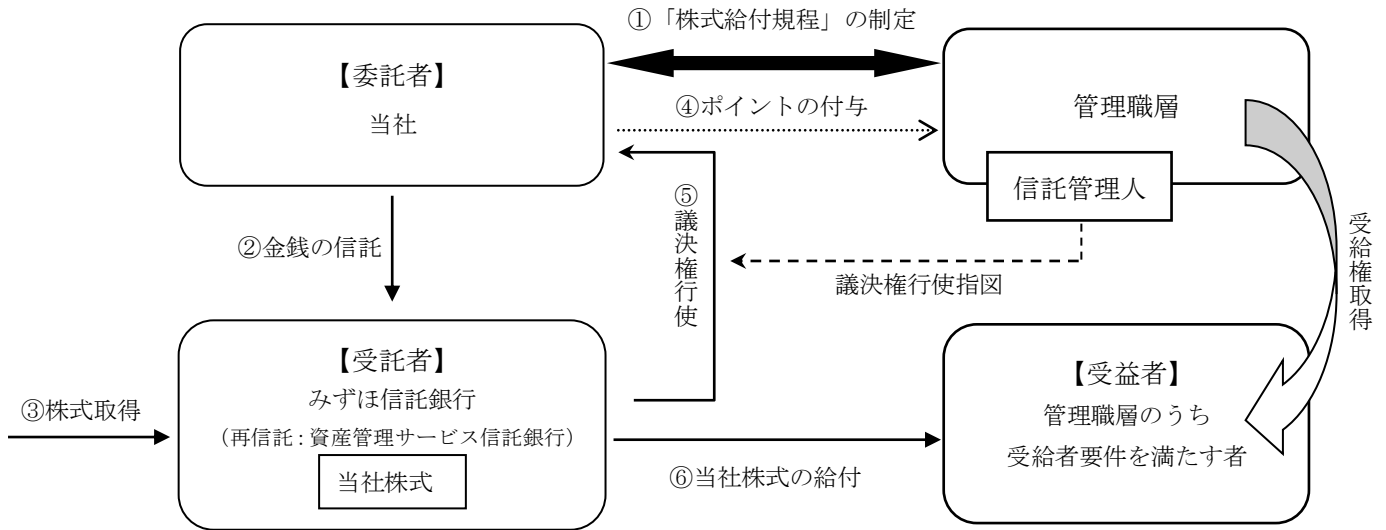 ①「株式給付規程」の制定
【委託者】
当社
④ポイントの付与
管理職層
信託管理人
②金銭の信託
⑤議決権行使
議決権行使指図
受給権取得
【受託者】
みずほ信託銀行
（再信託：資産管理サービス信託銀行）
当社株式
③株式取得
⑥当社株式の給付
【受益者】
管理職層のうち
受給者要件を満たす者